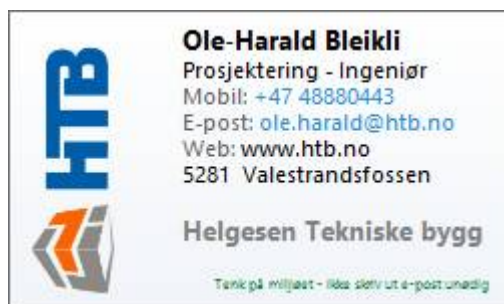 HTB
Ole-Harald Bleikli
Prosjektering - Ingeniør
Mobil: +47 48880443
E-post: ole.harald@htb.no
Web: www.htb.no
5281 Valestrandsfossen
Helgesen Tekniske bygg
Tenk på miljøet - ikke skriv ut e-post unødig